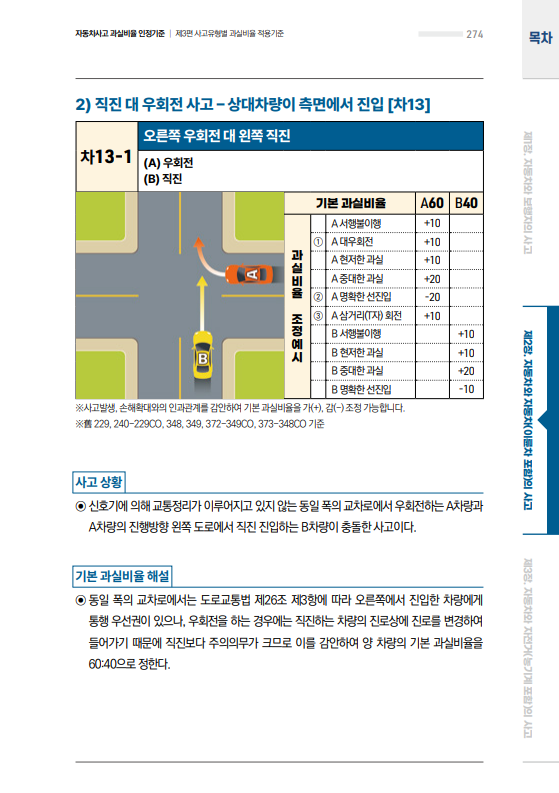 자동차사고 과실비율 인정기준 | 제3편 사고유형별 과실비율 적용기준
274
목차
2) 직진 대 우회전 사고 – 상대차량이 측면에서 진입 [차13]
차13-1
오른쪽 우회전 대 왼쪽 직진
(A) 우회전
(B) 직진
A
B
기본 과실비율 A60 B40
과실비율 조정예시
A 서행불이행 +10
① A 대우회전 +10
A 현저한 과실 +10
A 중대한 과실 +20
② A 명확한 선진입 -20
③ A 삼거리(T자) 회전 +10
B 서행불이행 +10
B 현저한 과실 +10
B 중대한 과실 +20
B 명확한 선진입 -10
※사고발생, 손해확대와의 인과관계를 감안하여 기본 과실비율을 가(+), 감(-) 조정 가능합니다.
※舊 229, 240-229CO, 348, 349, 372-349CO, 373-348CO 기준
사고 상황
◉ 신호기에 의해 교통정리가 이루어지고 있지 않는 동일 폭의 교차로에서 우회전하는 A차량과
A차량의 진행방향 왼쪽 도로에서 직진 진입하는 B차량이 충돌한 사고이다.
기본 과실비율 해설
◉ 동일 폭의 교차로에서는 도로교통법 제26조 제3항에 따라 오른쪽에서 진입한 차량에게
통행 우선권이 있으나, 우회전을 하는 경우에는 직진하는 차량의 진로상에 진로를 변경하여
들어가기 때문에 직진보다 주의의무가 크므로 이를 감안하여 양 차량의 기본 과실비율을
60:40으로 정한다.
제1장. 자동차와 보행자의 사고
제2장. 자동차와 자동차(이륜차 포함)의 사고
제3장. 자동차와 자전거(농기계 포함)의 사고